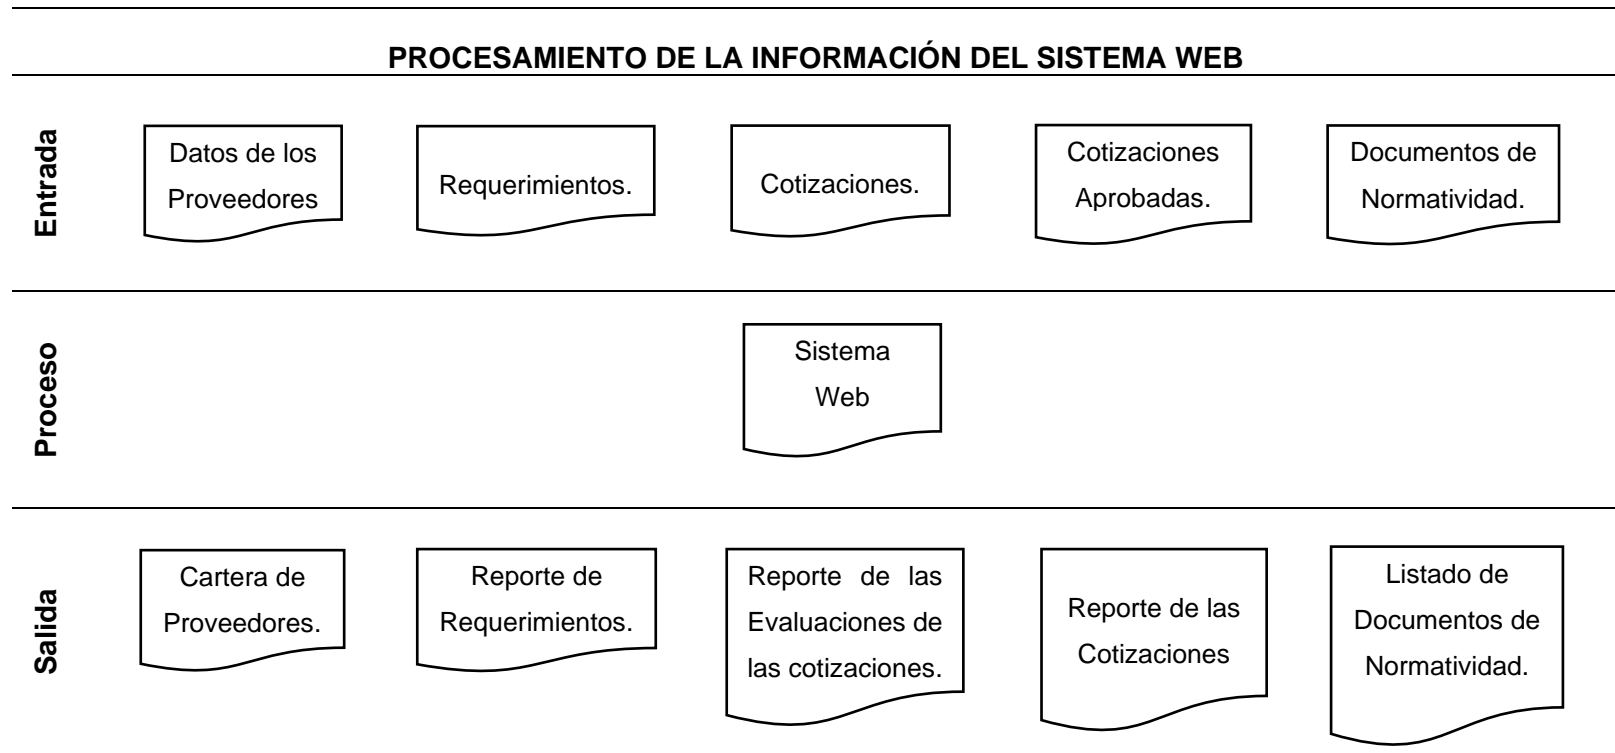 PROCESAMIENTO DE LA INFORMACIÓN DEL SISTEMA WEB
Entrada
Datos de los
Proveedores
Requerimientos.
Cotizaciones.
Cotizaciones
Aprobadas.
Documentos de
Normatividad.
Proceso
Sistema
Web
Salida
Cartera de
Proveedores.
Reporte de
Requerimientos.
Reporte de las
Evaluaciones de
las cotizaciones.
Reporte de las
Cotizaciones
Listado de
Documentos de
Normatividad.